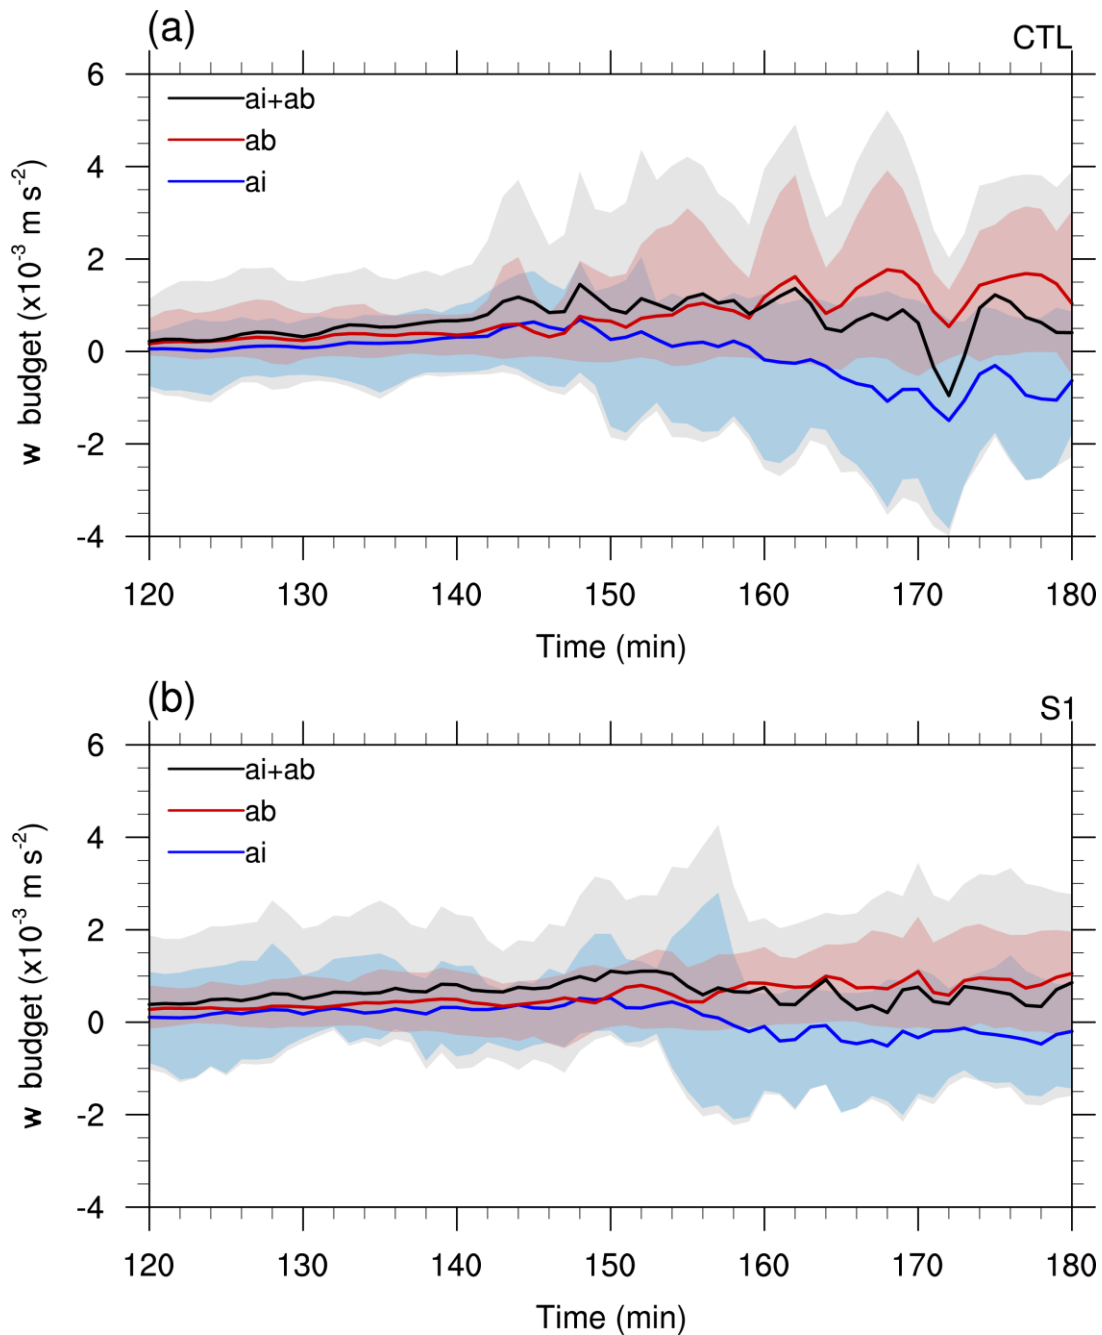 (a)
CTL
ai+ab
ab
ai
6
4
2
0
-2
-4
w budget (x10⁻³ m s⁻²)
120 130 140 150 160 170 180
Time (min)
(b)
S1
ai+ab
ab
ai
6
4
2
0
-2
-4
w budget (x10⁻³ m s⁻²)
120 130 140 150 160 170 180
Time (min)